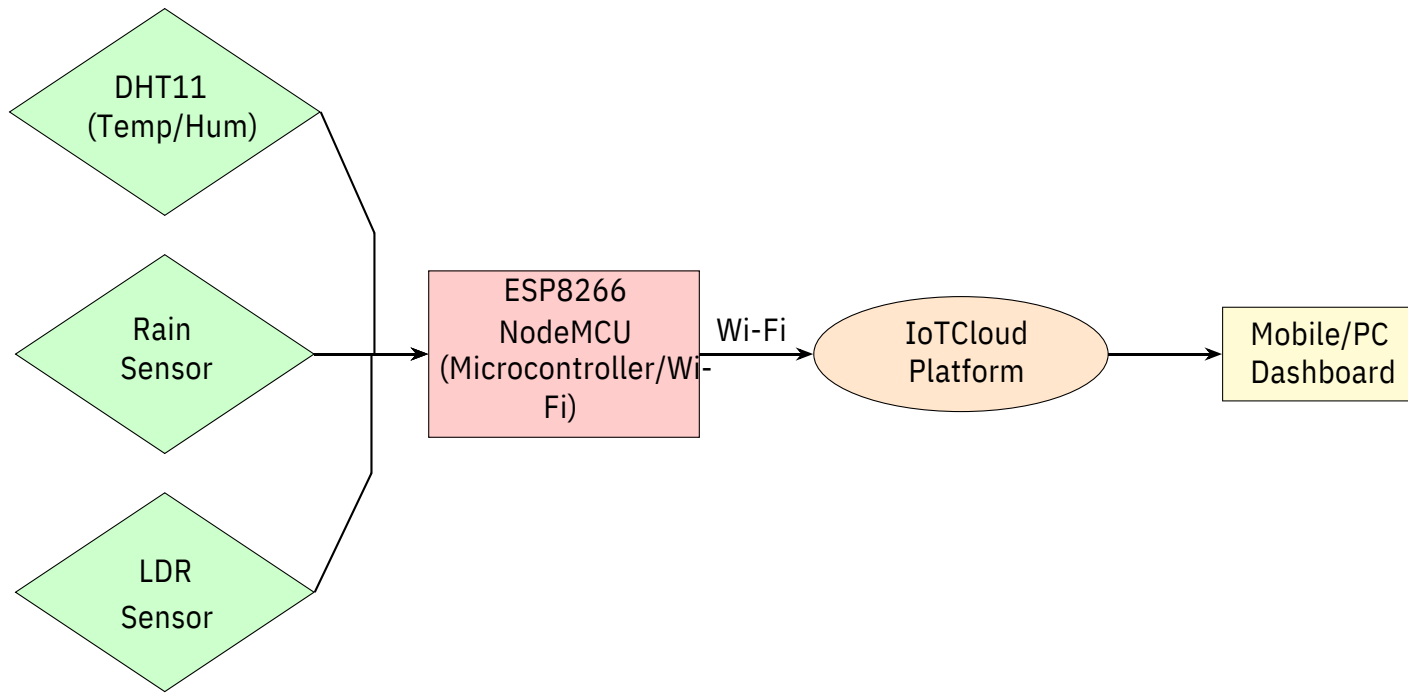 DHT11
(Temp/Hum)
Rain
Sensor
LDR
Sensor
ESP8266
NodeMCU
(Microcontroller/Wi-
Fi)
Wi-Fi
IoTCloud
Platform
Mobile/PC
Dashboard